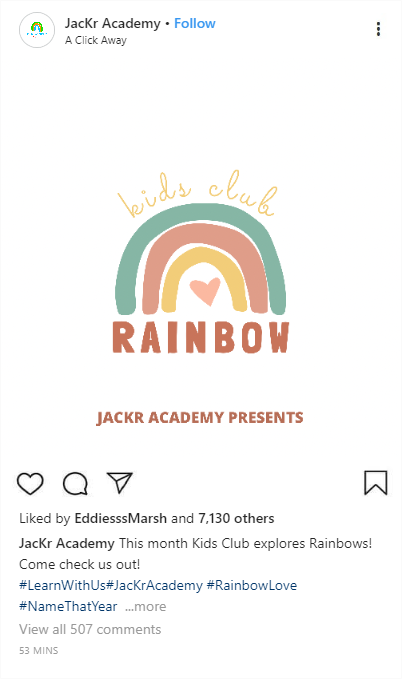 JacKr Academy • Follow
A Click Away
kids club
RAINBOW
JACKR ACADEMY PRESENTS
Liked by EddiesssMarsh and 7,130 others
JacKr Academy This month Kids Club explores Rainbows!
Come check us out!
#LearnWithUs#JacKrAcademy #RainbowLove
#NameThatYear ...more
View all 507 comments
53 MINS